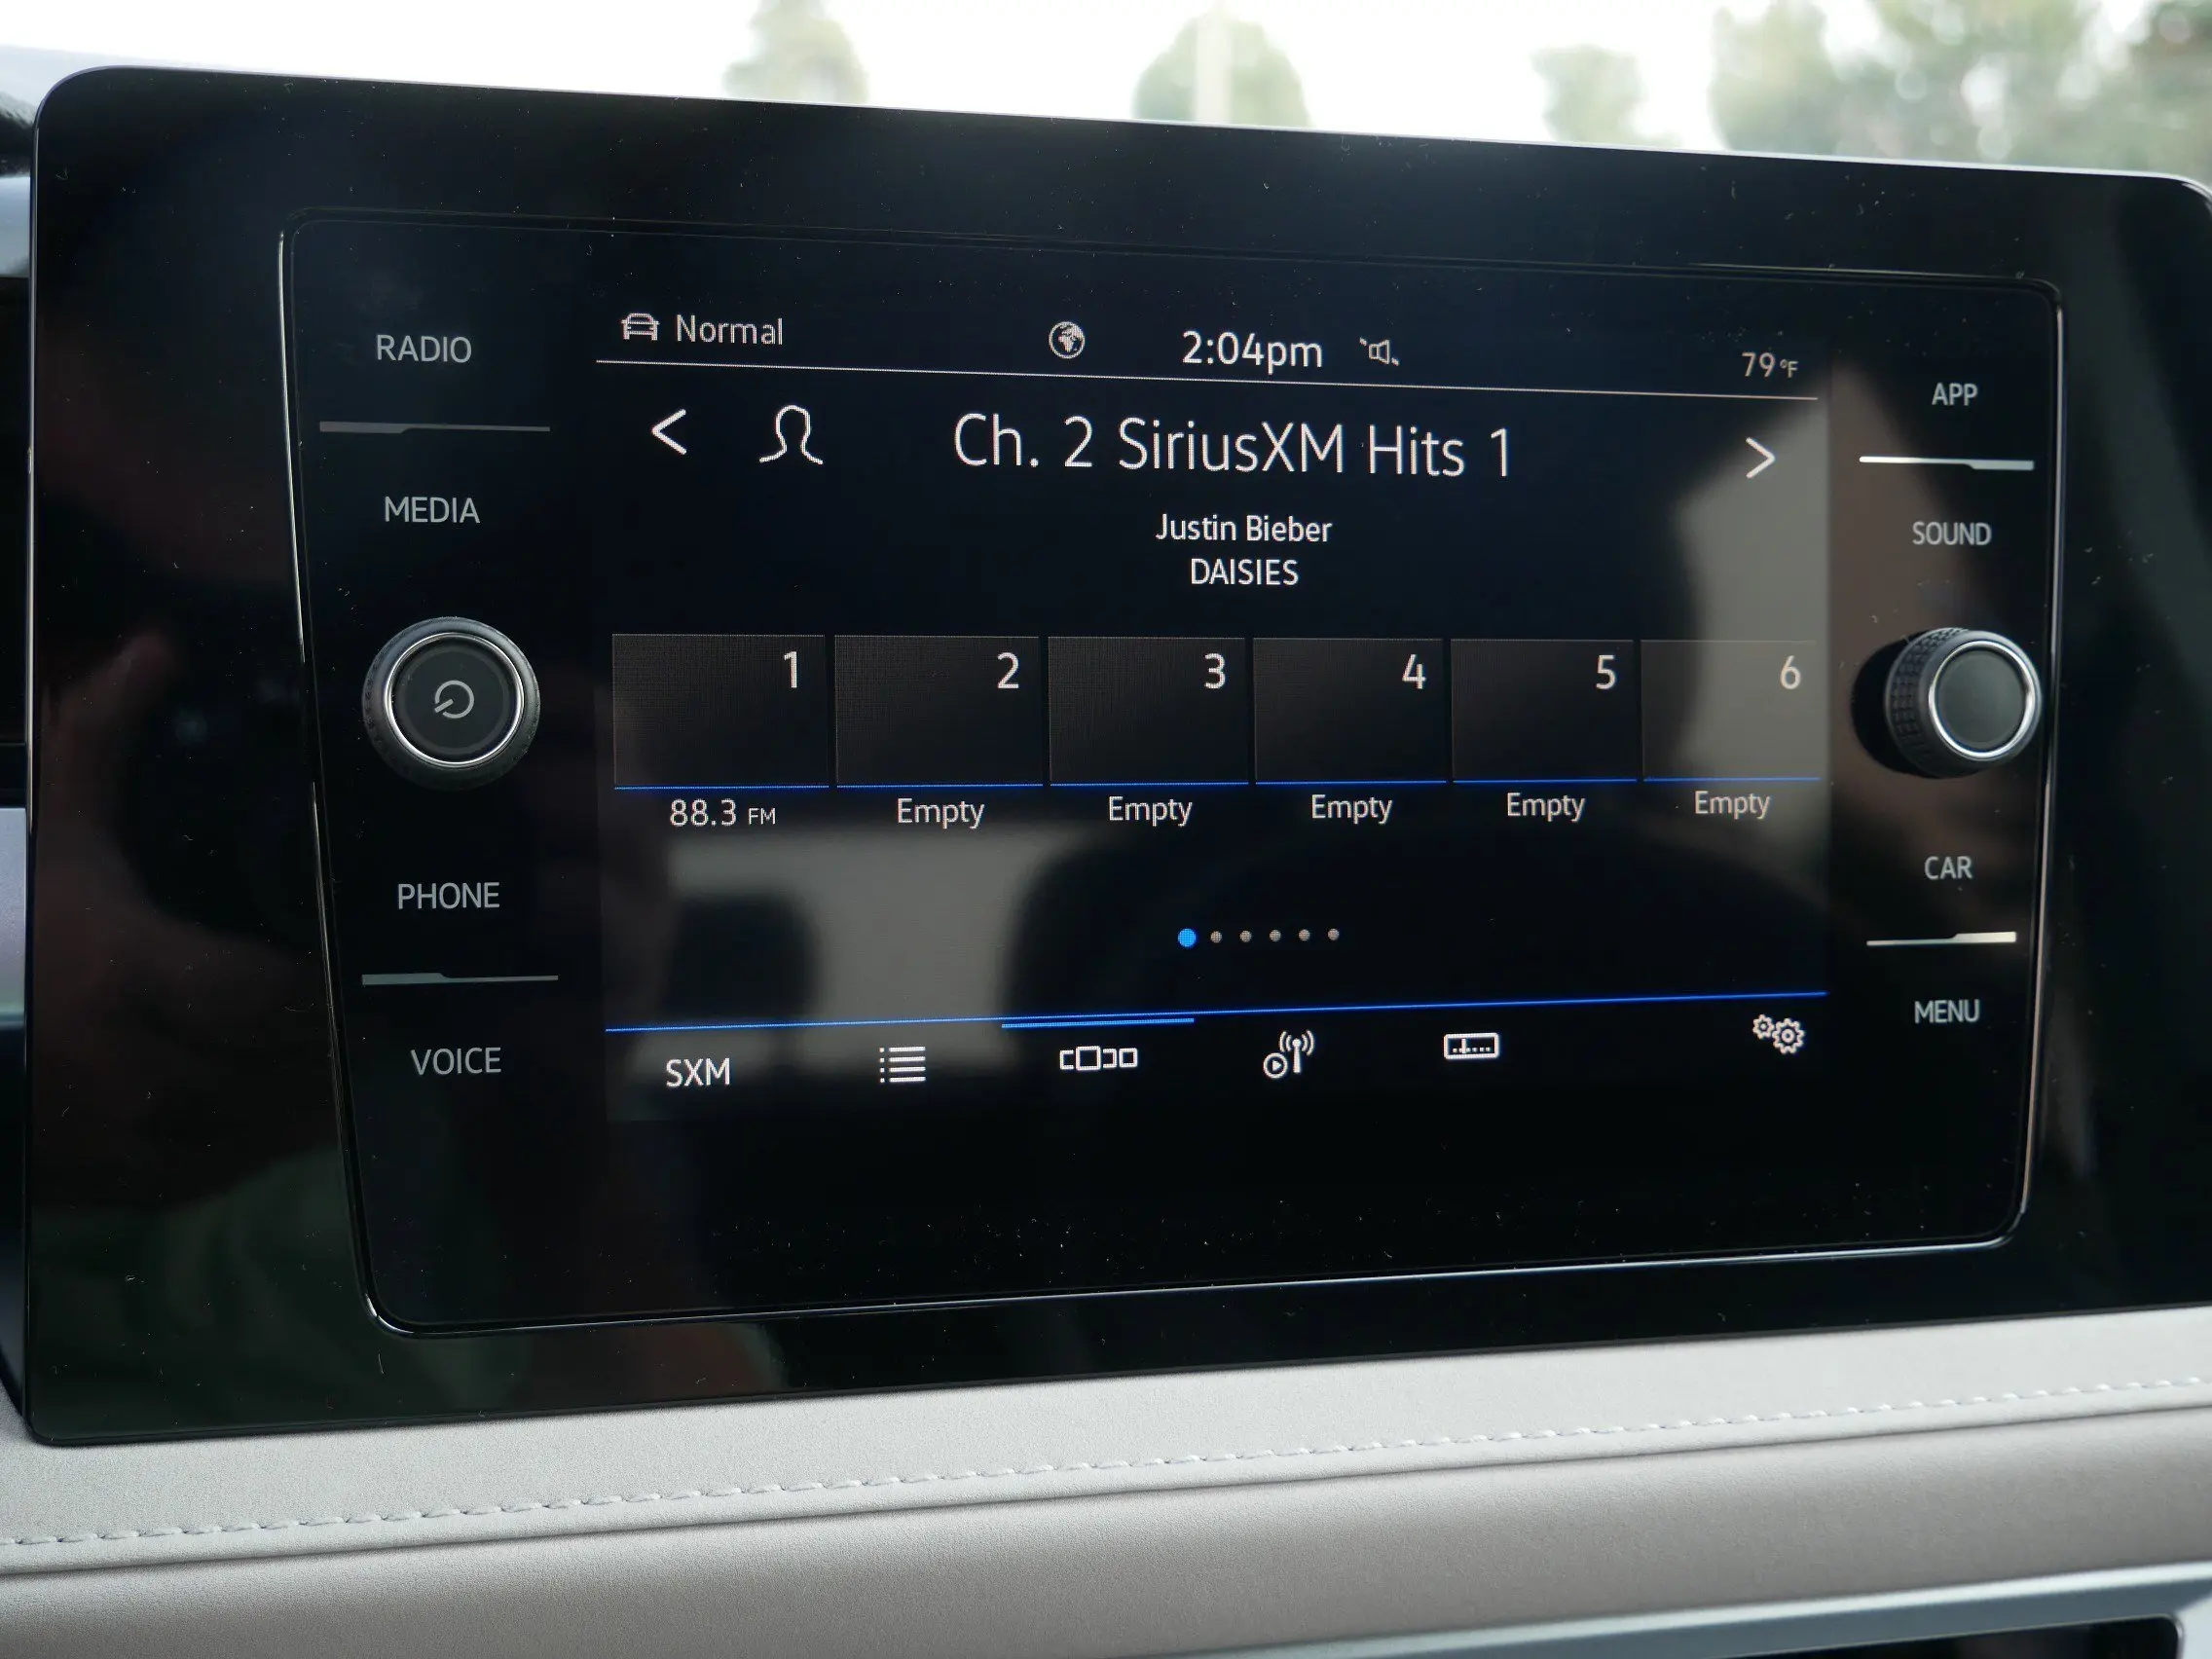 Normal 2:04pm 79°F
RADIO
MEDIA
PHONE
VOICE
Ch. 2 SiriusXM Hits 1
Justin Bieber
DAISIES
1 2 3 4 5 6
88.3 FM Empty Empty Empty Empty Empty
SXM
APP
SOUND
CAR
MENU